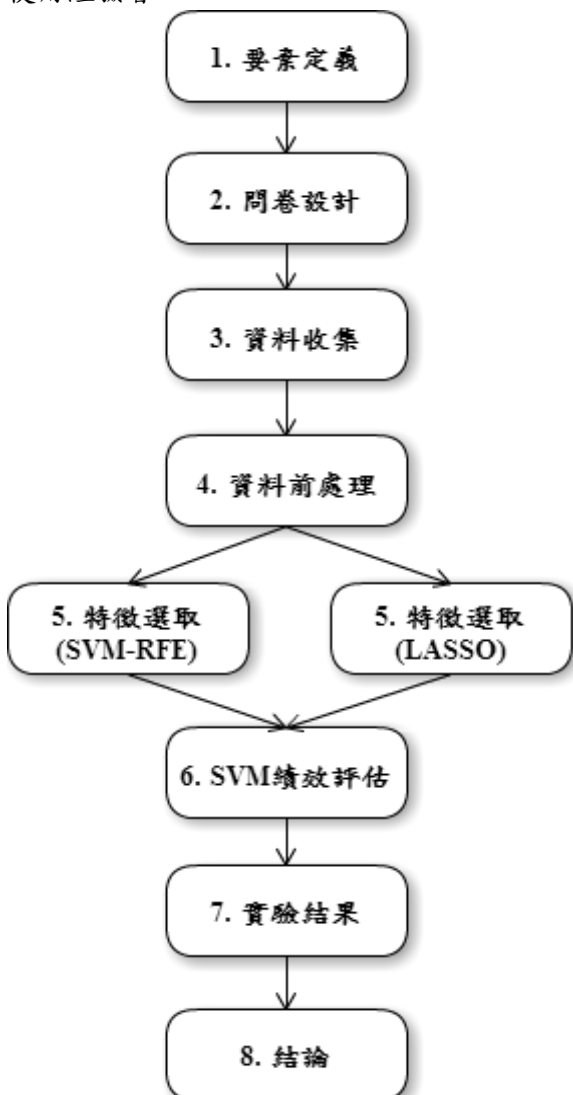 1. 要素定義
2. 問卷設計
3. 資料收集
4. 資料前處理
5. 特徵選取
(SVM-RFE)
5. 特徵選取
(LASSO)
6. SVM績效評估
7. 實驗結果
8. 結論